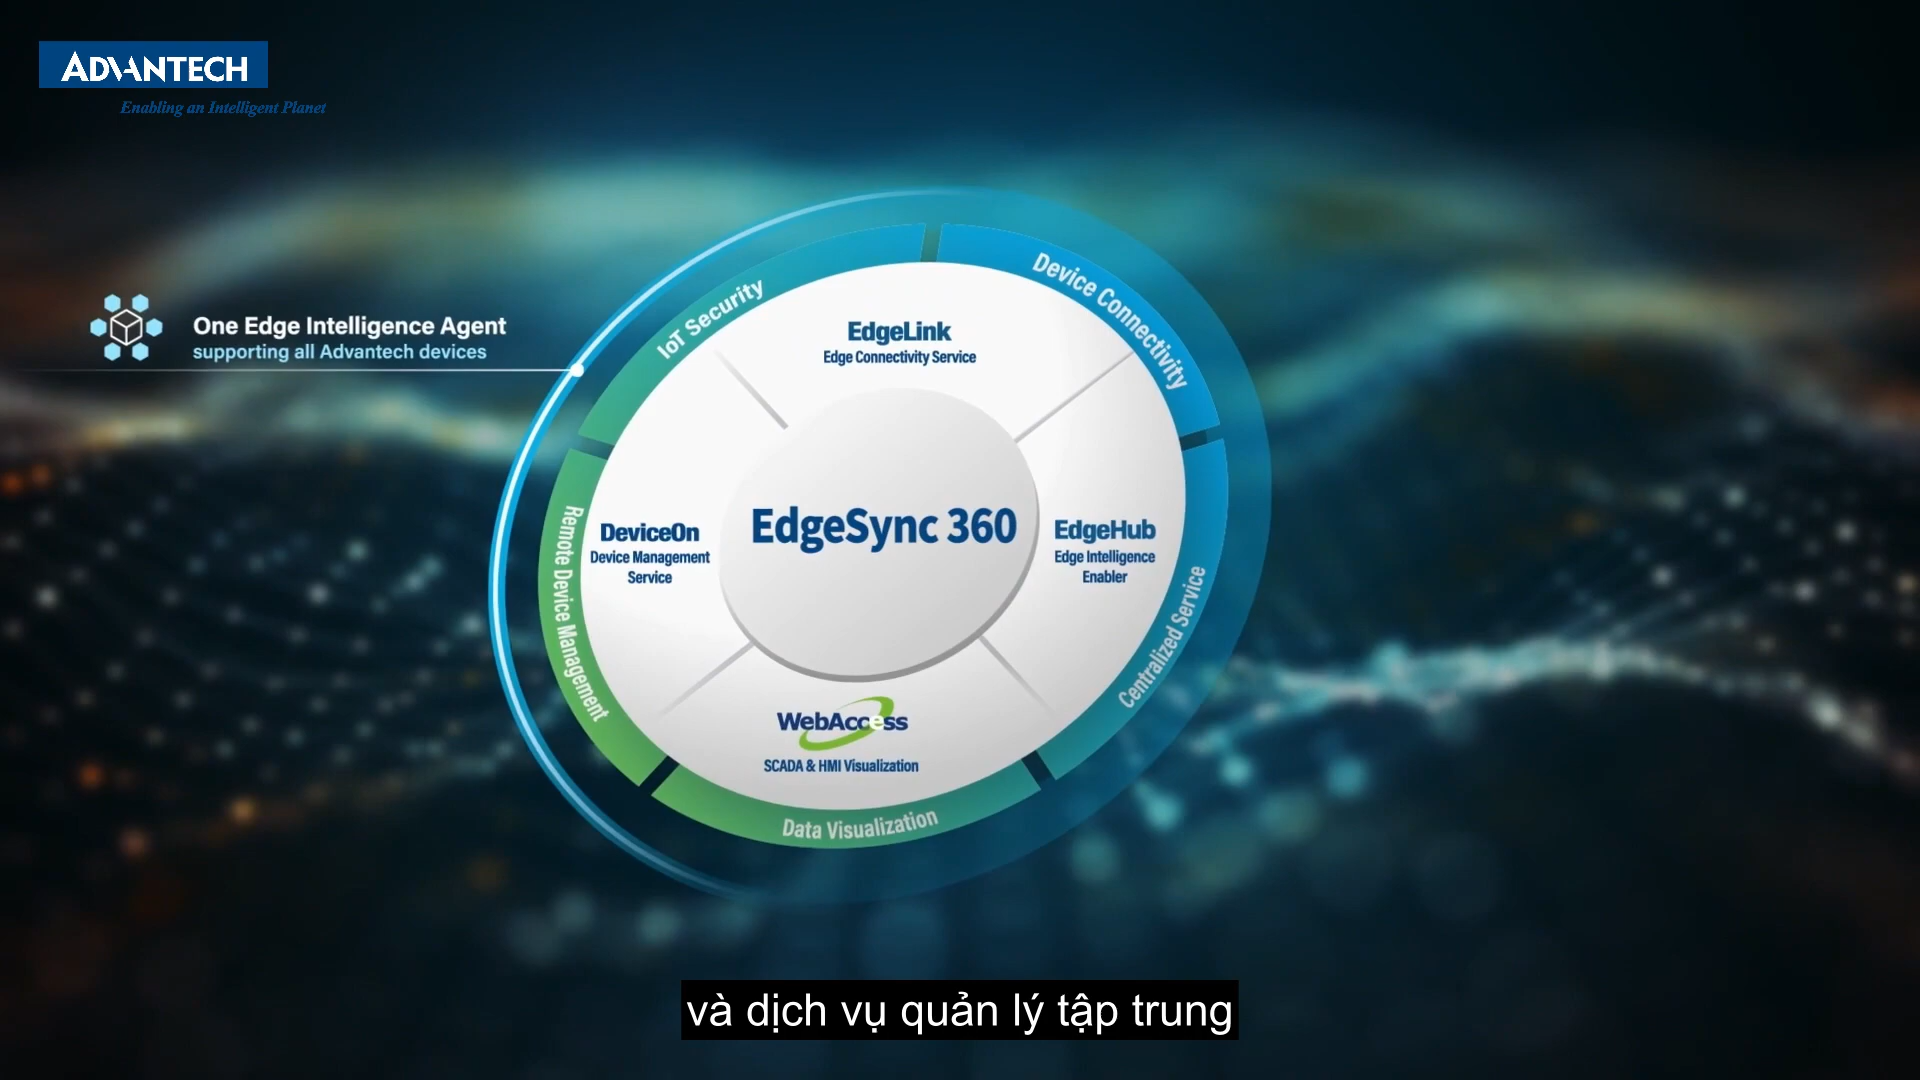 ADVANTECH
Enabling an Intelligent Planet
One Edge Intelligence Agent
supporting all Advantech devices
IoT Security
Device Connectivity
EdgeLink
Edge Connectivity Service
EdgeSync 360
DeviceOn
Device Management
Service
EdgeHub
Edge Intelligence
Enabler
Remote Device Management
Centralized Service
WebAccess
SCADA & HMI Visualization
Data Visualization
và dịch vụ quản lý tập trung